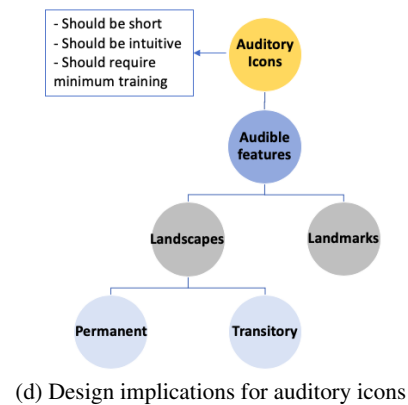 - Should be short
- Should be intuitive
- Should require
minimum training
Auditory
Icons
Audible
features
Landscapes
Landmarks
Permanent
Transitory
(d) Design implications for auditory icons